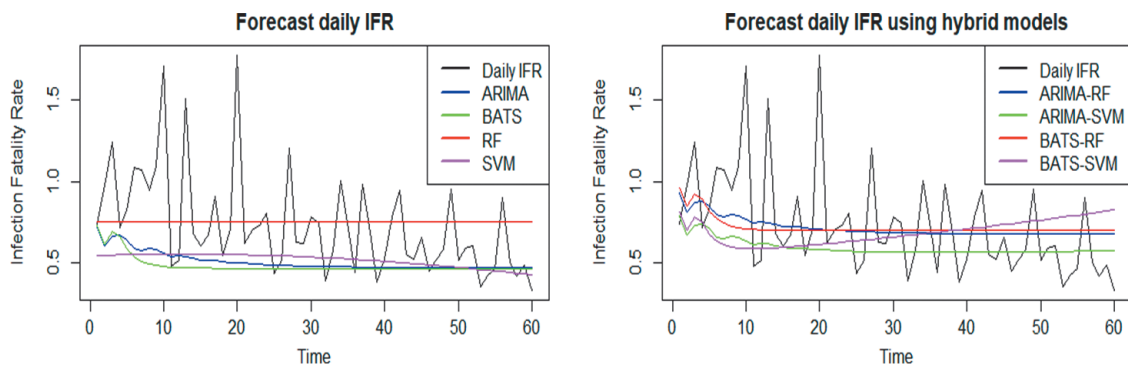 Forecast daily IFR
Infection Fatality Rate
1.5
1.0
0.5
Daily IFR
ARIMA
BATS
RF
SVM
0 10 20 30 40 50 60
Time
Forecast daily IFR using hybrid models
Infection Fatality Rate
1.5
1.0
0.5
Daily IFR
ARIMA-RF
ARIMA-SVM
BATS-RF
BATS-SVM
0 10 20 30 40 50 60
Time